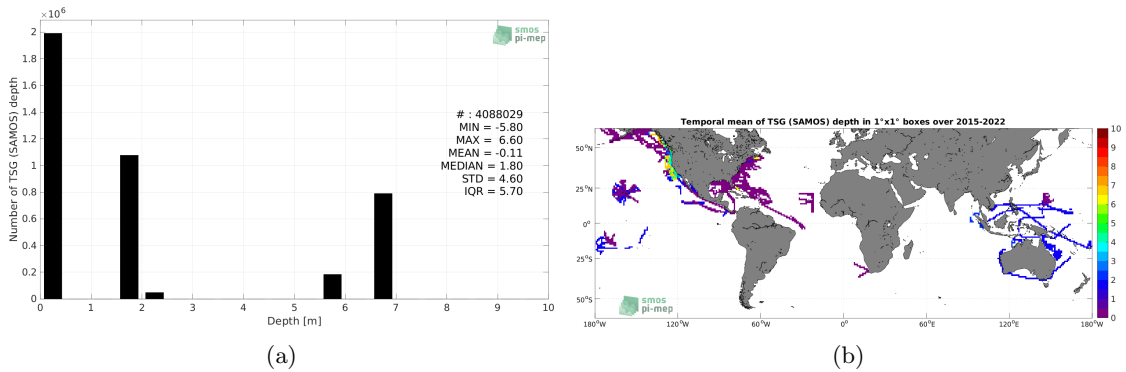 ×10⁶
2
1.8
1.6
1.4
1.2
1
0.8
0.6
0.4
0.2
0
Number of TSG (SAMOS) depth
smos
pi-mep
# : 4088029
MIN = -5.80
MAX = 6.60
MEAN = -0.11
MEDIAN = 1.80
STD = 4.60
IQR = 5.70
0 1 2 3 4 5 6 7 8 9 10
Depth [m]
(a)
Temporal mean of TSG (SAMOS) depth in 1°x1° boxes over 2015-2022
50°N
25°N
0°
25°S
50°S
smos
pi-mep
180°W 120°W 60°W 0° 60°E 120°E 180°W
10
9
8
7
6
5
4
3
2
1
0
(b)